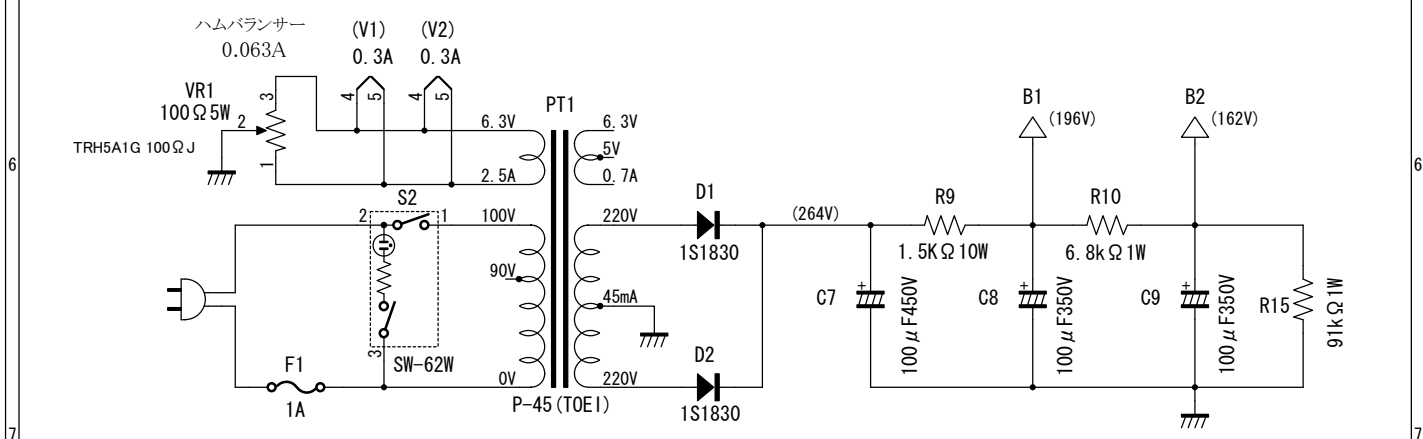 ハムバランサー
0.063A
(V1)
0.3A
(V2)
0.3A
VR1
100Ω5W
TRH5A1G 100ΩJ
3
2
1
4
5
4
5
PT1
6.3V
2.5A
6.3V
5V
0.7A
B1
(196V)
B2
(162V)
6
6
S2
2
1
3
SW-62W
100V
90V
0V
220V
45mA
220V
P-45(TOEI)
D1
1S1830
D2
1S1830
(264V)
R9
1.5KΩ10W
R10
6.8kΩ1W
C7
100μF450V
C8
100μF350V
C9
100μF350V
R15
91kΩ1W
F1
1A
+
+
+
7
7